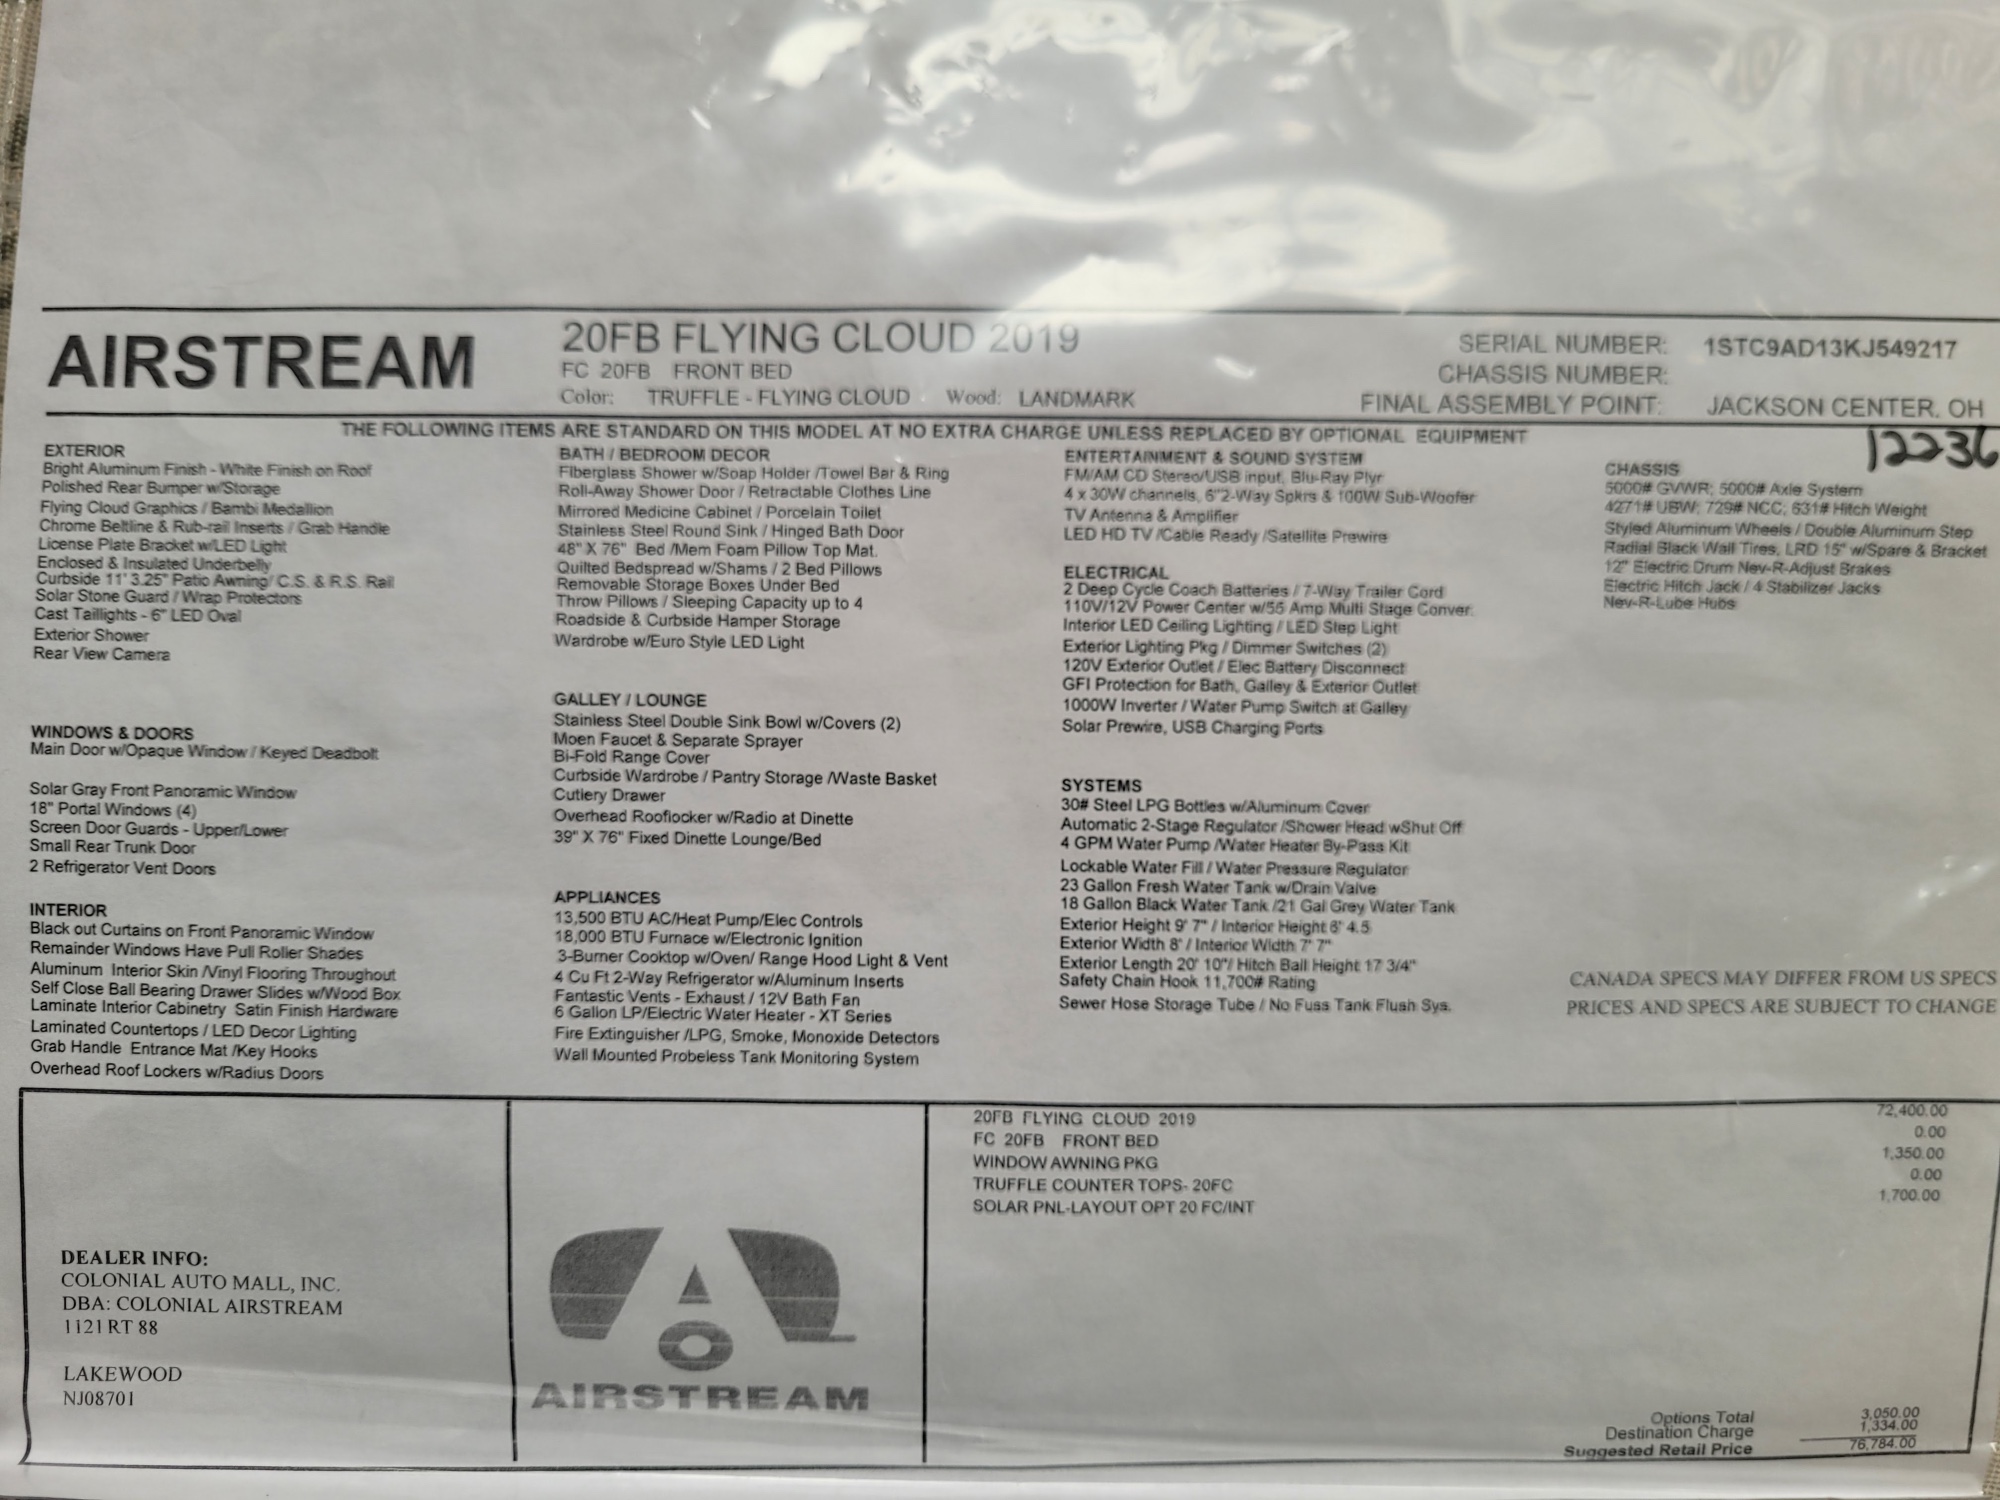 AIRSTREAM
20FB FLYING CLOUD 2019
FC 20FB FRONT BED
Color: TRUFFLE - FLYING CLOUD Wood: LANDMARK
SERIAL NUMBER: 1STC9AD13KJ549217
CHASSIS NUMBER:
FINAL ASSEMBLY POINT: JACKSON CENTER, OH
THE FOLLOWING ITEMS ARE STANDARD ON THIS MODEL AT NO EXTRA CHARGE UNLESS REPLACED BY OPTIONAL EQUIPMENT
12236
EXTERIOR
Bright Aluminum Finish - White Finish on Roof
Polished Rear Bumper w/Storage
Flying Cloud Graphics / Bambi Medallion
Chrome Beltline & Rub-rail Inserts / Grab Handle
License Plate Bracket w/LED Light
Enclosed & Insulated Underbelly
Curbside 11' 3.25" Patio Awning/ C.S. & R.S. Rail
Solar Stone Guard / Wrap Protectors
Cast Taillights - 6" LED Oval
Exterior Shower
Rear View Camera
WINDOWS & DOORS
Main Door w/Opaque Window / Keyed Deadbolt
Solar Gray Front Panoramic Window
18" Portal Windows (4)
Screen Door Guards - Upper/Lower
Small Rear Trunk Door
2 Refrigerator Vent Doors
INTERIOR
Black out Curtains on Front Panoramic Window
Remainder Windows Have Pull Roller Shades
Aluminum Interior Skin /Vinyl Flooring Throughout
Self Close Ball Bearing Drawer Slides w/Wood Box
Laminate Interior Cabinetry Satin Finish Hardware
Laminated Countertops / LED Decor Lighting
Grab Handle Entrance Mat /Key Hooks
Overhead Roof Lockers w/Radius Doors
BATH / BEDROOM DECOR
Fiberglass Shower w/Soap Holder /Towel Bar & Ring
Roll-Away Shower Door / Retractable Clothes Line
Mirrored Medicine Cabinet / Porcelain Toilet
Stainless Steel Round Sink / Hinged Bath Door
48" X 76" Bed /Mem Foam Pillow Top Mat.
Quilted Bedspread w/Shams / 2 Bed Pillows
Removable Storage Boxes Under Bed
Throw Pillows / Sleeping Capacity up to 4
Roadside & Curbside Hamper Storage
Wardrobe w/Euro Style LED Light
GALLEY / LOUNGE
Stainless Steel Double Sink Bowl w/Covers (2)
Moen Faucet & Separate Sprayer
Bi-Fold Range Cover
Curbside Wardrobe / Pantry Storage /Waste Basket
Cutlery Drawer
Overhead Rooflocker w/Radio at Dinette
39" X 76" Fixed Dinette Lounge/Bed
APPLIANCES
13,500 BTU AC/Heat Pump/Elec Controls
18,000 BTU Furnace w/Electronic Ignition
3-Burner Cooktop w/Oven/ Range Hood Light & Vent
4 Cu Ft 2-Way Refrigerator w/Aluminum Inserts
Fantastic Vents - Exhaust / 12V Bath Fan
6 Gallon LP/Electric Water Heater - XT Series
Fire Extinguisher /LPG, Smoke, Monoxide Detectors
Wall Mounted Probeless Tank Monitoring System
ENTERTAINMENT & SOUND SYSTEM
FM/AM CD Stereo/USB input, Blu-Ray Plyr
4 x 30W channels, 6"2-Way Spkrs & 100W Sub-Woofer
TV Antenna & Amplifier
LED HD TV /Cable Ready /Satellite Prewire
ELECTRICAL
2 Deep Cycle Coach Batteries / 7-Way Trailer Cord
110V/12V Power Center w/55 Amp Multi Stage Conver.
Interior LED Ceiling Lighting / LED Step Light
Exterior Lighting Pkg / Dimmer Switches (2)
120V Exterior Outlet / Elec Battery Disconnect
GFI Protection for Bath, Galley & Exterior Outlet
1000W Inverter / Water Pump Switch at Galley
Solar Prewire, USB Charging Ports
SYSTEMS
30# Steel LPG Bottles w/Aluminum Cover
Automatic 2-Stage Regulator /Shower Head wShut Off
4 GPM Water Pump /Water Heater By-Pass Kit
Lockable Water Fill / Water Pressure Regulator
23 Gallon Fresh Water Tank w/Drain Valve
18 Gallon Black Water Tank /21 Gal Grey Water Tank
Exterior Height 9' 7" / Interior Height 6' 4.5
Exterior Width 8' / Interior Width 7' 7"
Exterior Length 20' 10"/ Hitch Ball Height 17 3/4"
Safety Chain Hook 11,700# Rating
Sewer Hose Storage Tube / No Fuss Tank Flush Sys.
CHASSIS
5000# GVWR; 5000# Axle System
4271# UBW; 729# NCC; 631# Hitch Weight
Styled Aluminum Wheels / Double Aluminum Step
Radial Black Wall Tires, LRD 15" w/Spare & Bracket
12" Electric Drum Nev-R-Adjust Brakes
Electric Hitch Jack / 4 Stabilizer Jacks
Nev-R-Lube Hubs
CANADA SPECS MAY DIFFER FROM US SPECS
PRICES AND SPECS ARE SUBJECT TO CHANGE
DEALER INFO:
COLONIAL AUTO MALL, INC.
DBA: COLONIAL AIRSTREAM
1121 RT 88
LAKEWOOD
NJ08701
AIRSTREAM
20FB FLYING CLOUD 2019 72,400.00
FC 20FB FRONT BED 0.00
WINDOW AWNING PKG 1,350.00
TRUFFLE COUNTER TOPS- 20FC 0.00
SOLAR PNL-LAYOUT OPT 20 FC/INT 1,700.00
Options Total 3,050.00
Destination Charge 1,334.00
Suggested Retail Price 76,784.00